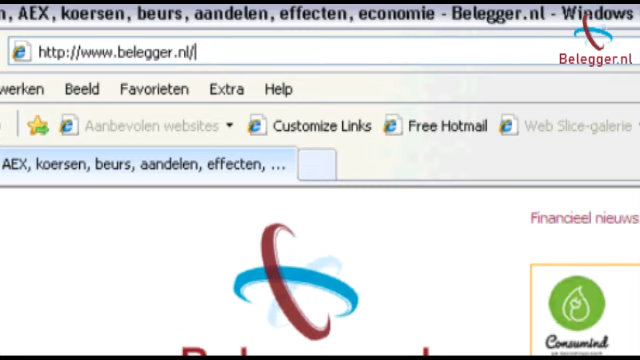 n, AEX, koersen, beurs, aandelen, effecten, economie - Belegger.nl - Windows
http://www.belegger.nl/
Belegger.nl
werken Beeld Favorieten Extra Help
Aanbevolen websites Customize Links Free Hotmail Web Slice-galerie
AEX, koersen, beurs, aandelen, effecten, ...
Financieel nieuws
Consumind